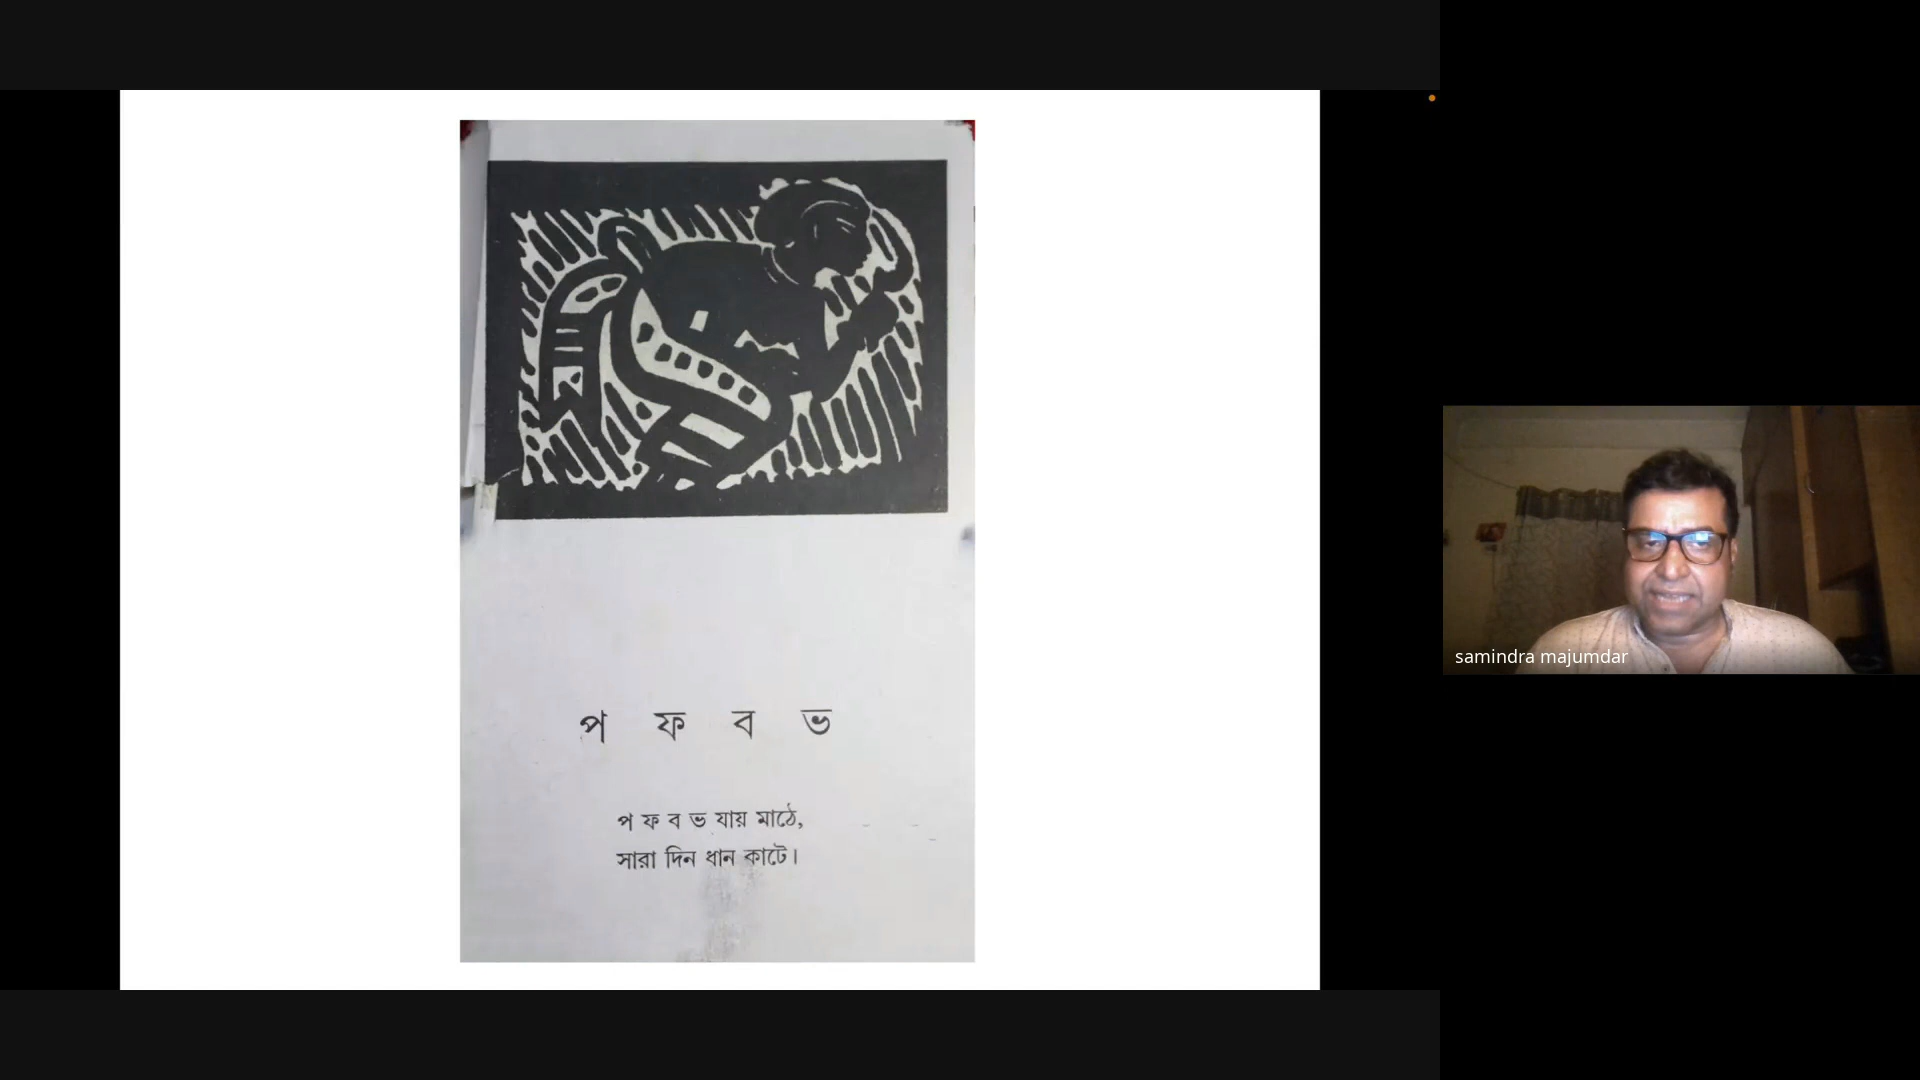 প ফ ব ভ
প ফ ব ভ যায় মাঠে,
সারা দিন ধান কাটে।
samindra majumdar